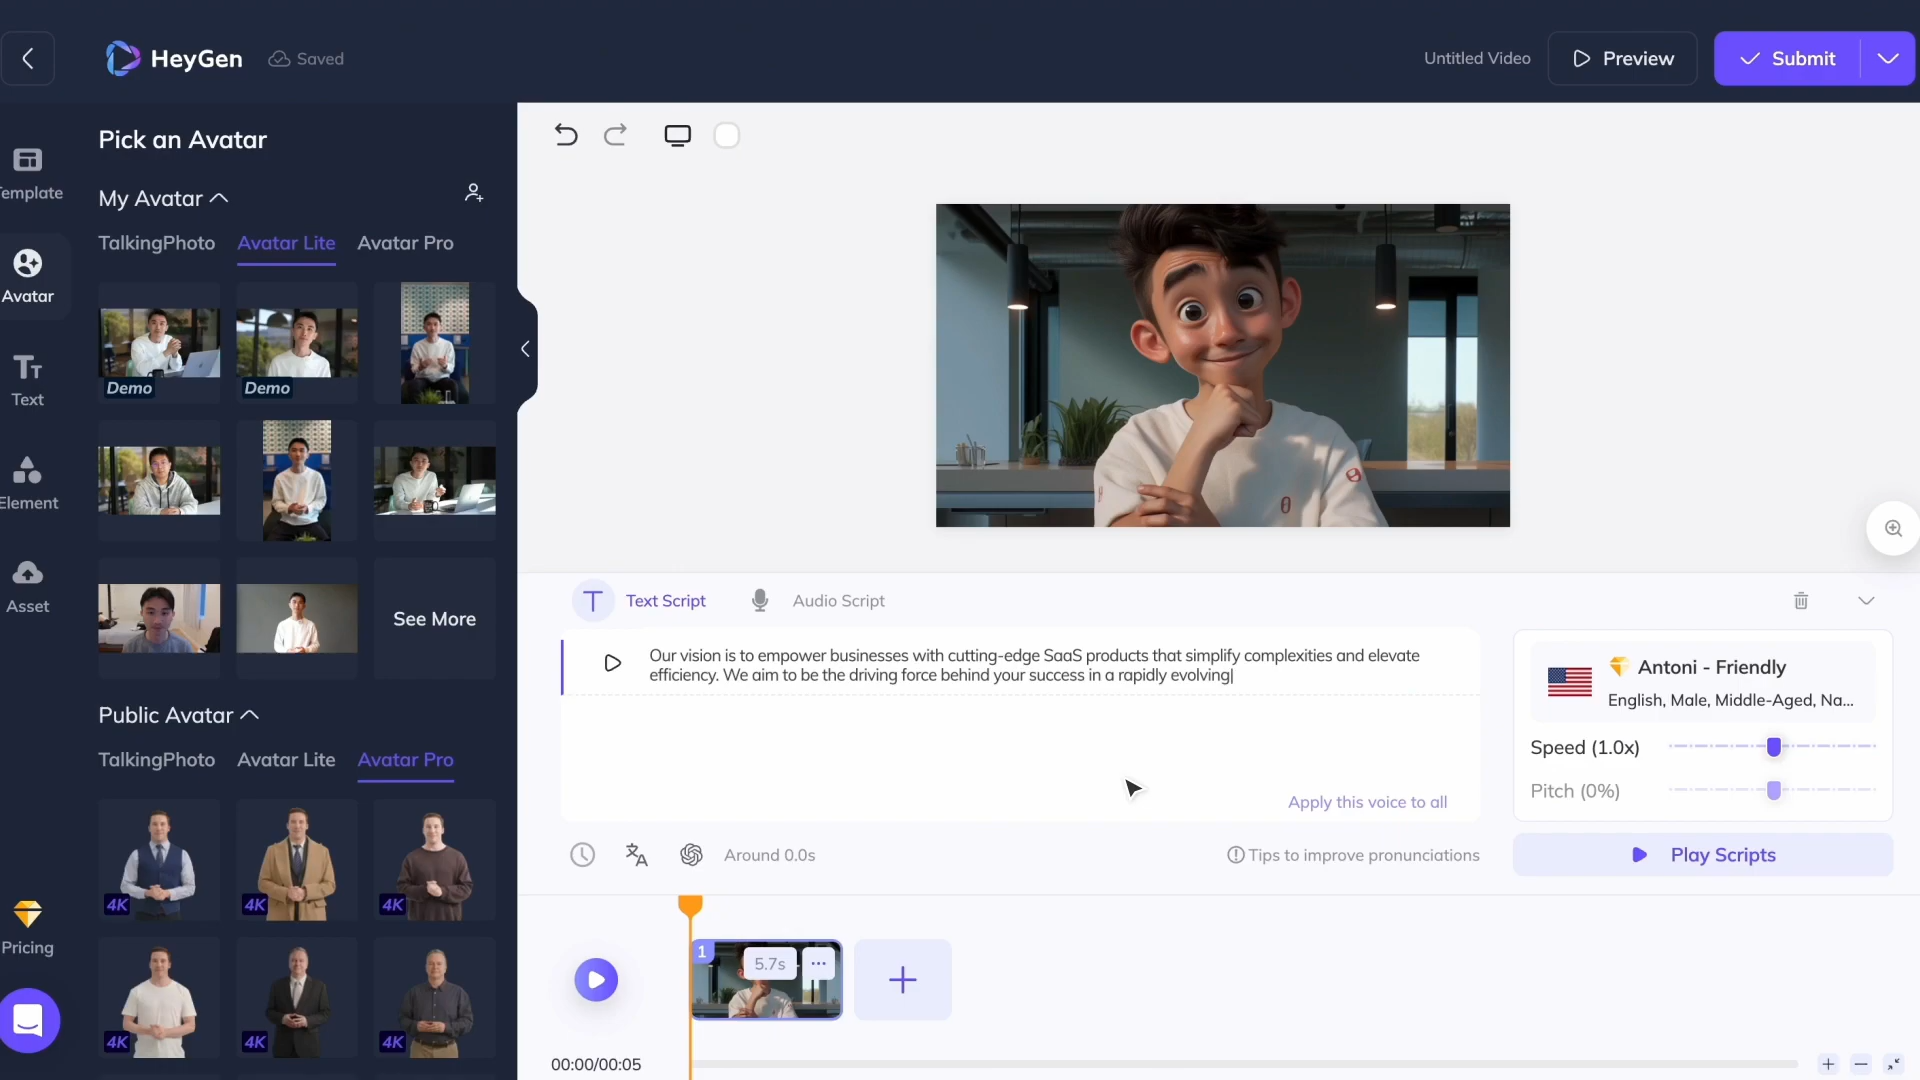 HeyGen
Saved
Untitled Video
Preview
Submit
Pick an Avatar
My Avatar
TalkingPhoto
Avatar Lite
Avatar Pro
Demo
Demo
See More
Public Avatar
TalkingPhoto
Avatar Lite
Avatar Pro
4K
4K
4K
4K
4K
4K
Template
Avatar
Text
Element
Asset
Pricing
Text Script
Audio Script
Our vision is to empower businesses with cutting-edge SaaS products that simplify complexities and elevate
efficiency. We aim to be the driving force behind your success in a rapidly evolving
Apply this voice to all
Around 0.0s
Tips to improve pronunciations
Antoni - Friendly
English, Male, Middle-Aged, Na...
Speed (1.0x)
Pitch (0%)
Play Scripts
1
5.7s
00:00/00:05